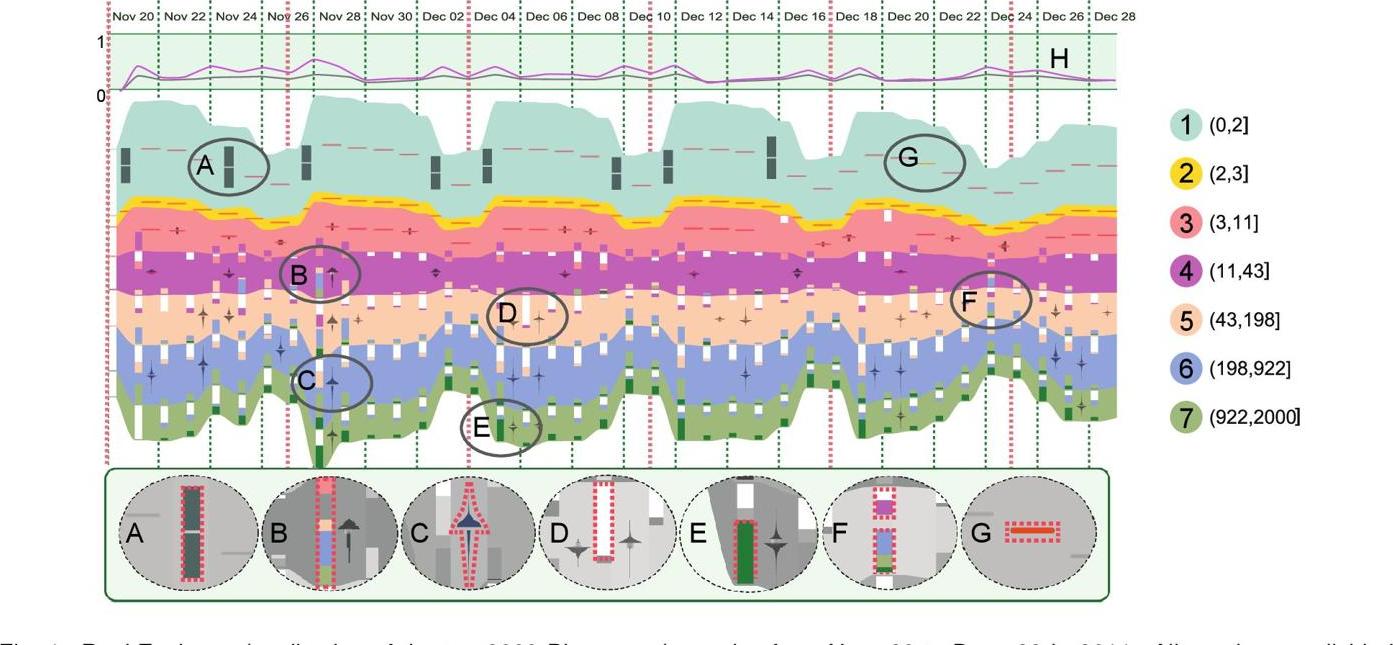 Nov 20 Nov 22 Nov 24 Nov 26 Nov 28 Nov 30 Dec 02 Dec 04 Dec 06 Dec 08 Dec 10 Dec 12 Dec 14 Dec 16 Dec 18 Dec 20 Dec 22 Dec 24 Dec 26 Dec 28
1
H
0
1 (0,2]
A
G
2 (2,3]
3 (3,11]
B
4 (11,43]
F
D
5 (43,198]
C
6 (198,922]
E
7 (922,2000]
A B C D E F G